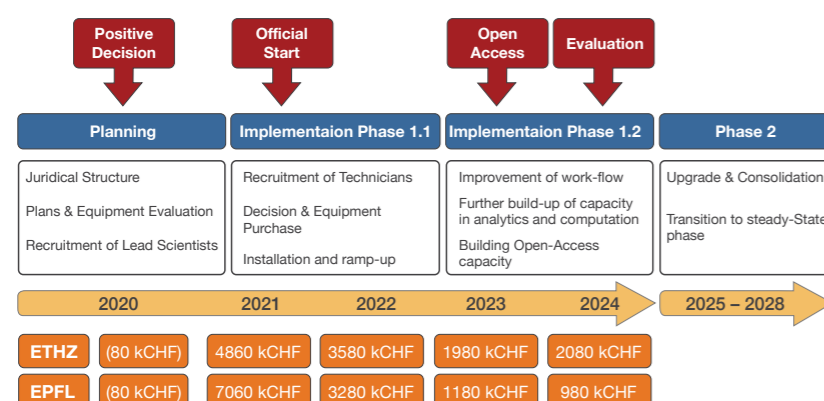 Positive
Decision
Official
Start
Open
Access
Evaluation
Planning
Implementaion Phase 1.1
Implementaion Phase 1.2
Phase 2
Juridical Structure
Plans & Equipment Evaluation
Recruitment of Lead Scientists
Recruitment of Technicians
Decision & Equipment
Purchase
Installation and ramp-up
Improvement of work-flow
Further build-up of capacity
in analytics and computation
Building Open-Access
capacity
Upgrade & Consolidation
Transition to steady-State
phase
2020 2021 2022 2023 2024 2025 – 2028
ETHZ (80 kCHF) 4860 kCHF 3580 kCHF 1980 kCHF 2080 kCHF
EPFL (80 kCHF) 7060 kCHF 3280 kCHF 1180 kCHF 980 kCHF